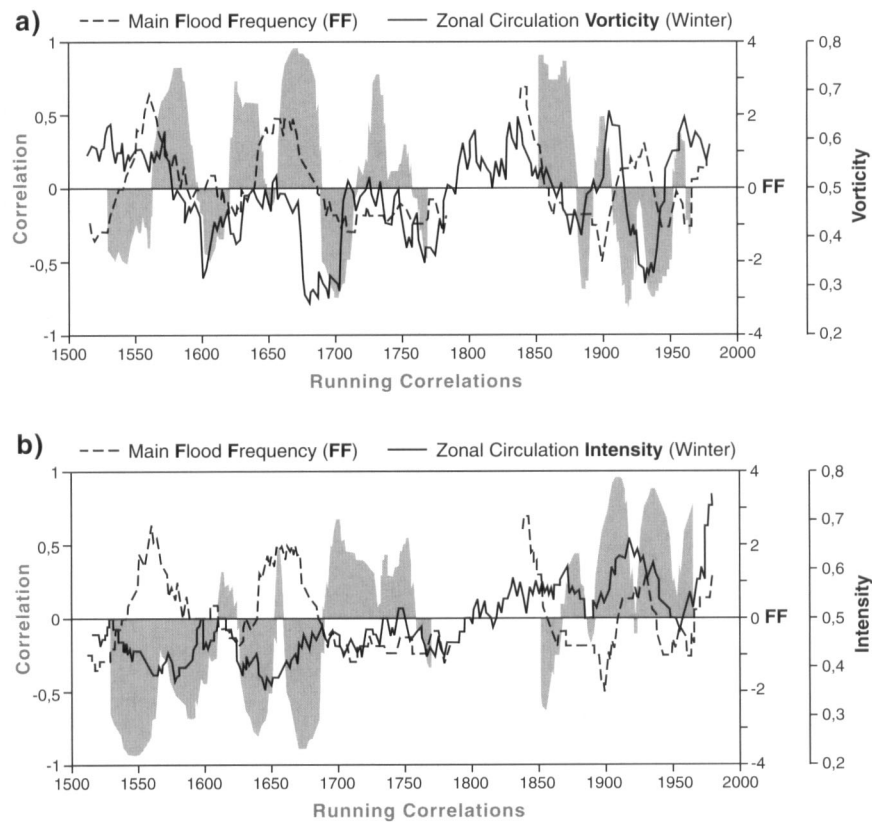 a)
--- Main Flood Frequency (FF) — Zonal Circulation Vorticity (Winter)
1
0,5
0
-0,5
-1
Correlation
4
2
0
-2
-4
FF
0,8
0,7
0,6
0,5
0,4
0,3
0,2
Vorticity
1500 1550 1600 1650 1700 1750 1800 1850 1900 1950 2000
Running Correlations
b)
--- Main Flood Frequency (FF) — Zonal Circulation Intensity (Winter)
1
0,5
0
-0,5
-1
Correlation
4
2
0
-2
-4
FF
0,8
0,7
0,6
0,5
0,4
0,3
0,2
Intensity
1500 1550 1600 1650 1700 1750 1800 1850 1900 1950 2000
Running Correlations